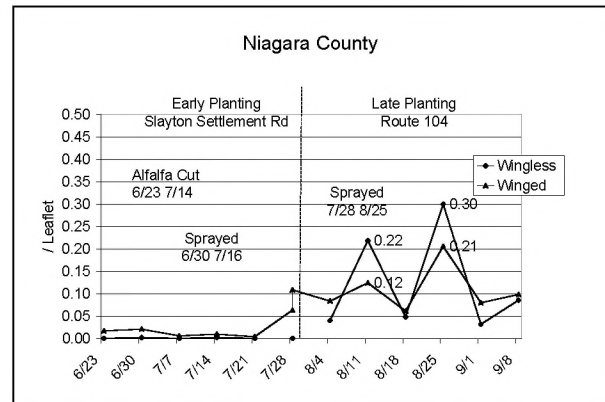 Niagara County
Early Planting
Slayton Settlement Rd
Late Planting
Route 104
0.50
0.45
0.40
0.35
0.30
0.25
0.20
0.15
0.10
0.05
0.00
/ Leaflet
Alfalfa Cut
6/23 7/14
Sprayed
6/30 7/16
Sprayed
7/28 8/25
Wingless
Winged
0.22
0.12
0.30
0.21
6/23
6/30
7/7
7/14
7/21
7/28
8/4
8/11
8/18
8/25
9/1
9/8